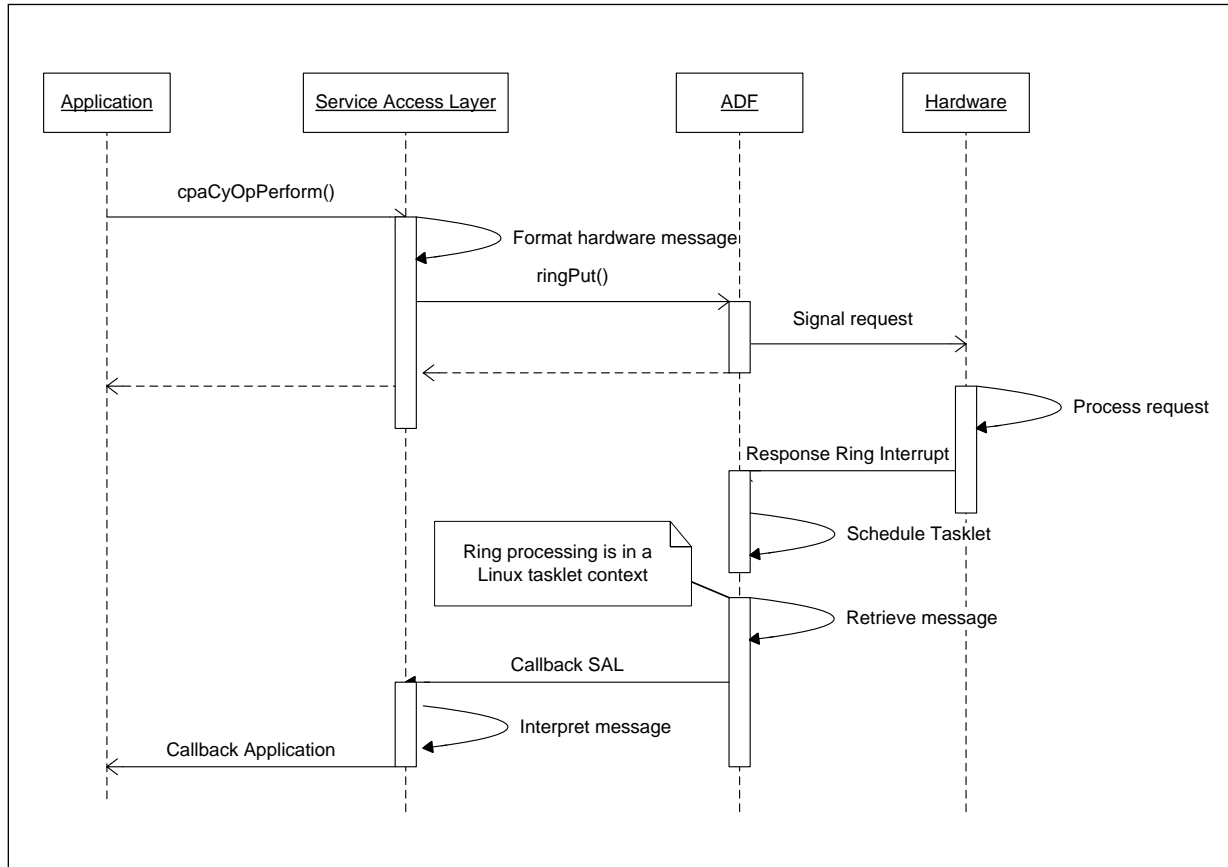 Application
Service Access Layer
ADF
Hardware
cpaCyOpPerform()
Format hardware message
ringPut()
Signal request
Process request
Response Ring Interrupt
Schedule Tasklet
Ring processing is in a
Linux tasklet context
Retrieve message
Callback SAL
Interpret message
Callback Application